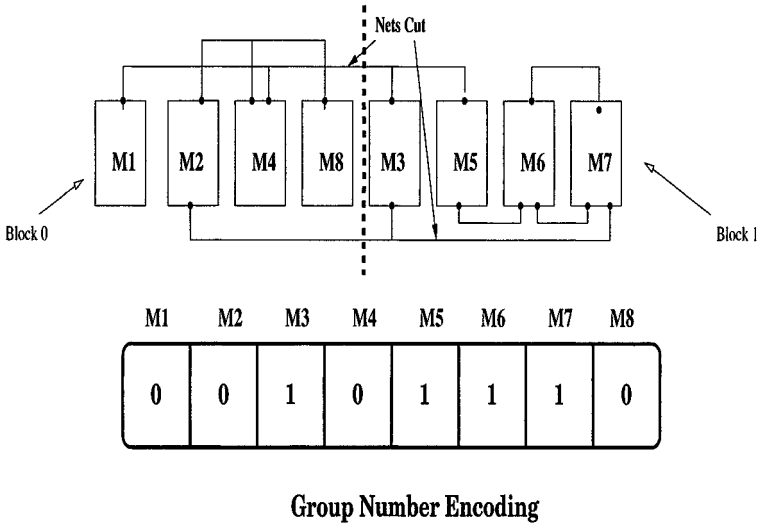 Nets Cut
M1 M2 M4 M8 M3 M5 M6 M7
Block 0
Block 1
M1 M2 M3 M4 M5 M6 M7 M8
0 0 1 0 1 1 1 0
Group Number Encoding